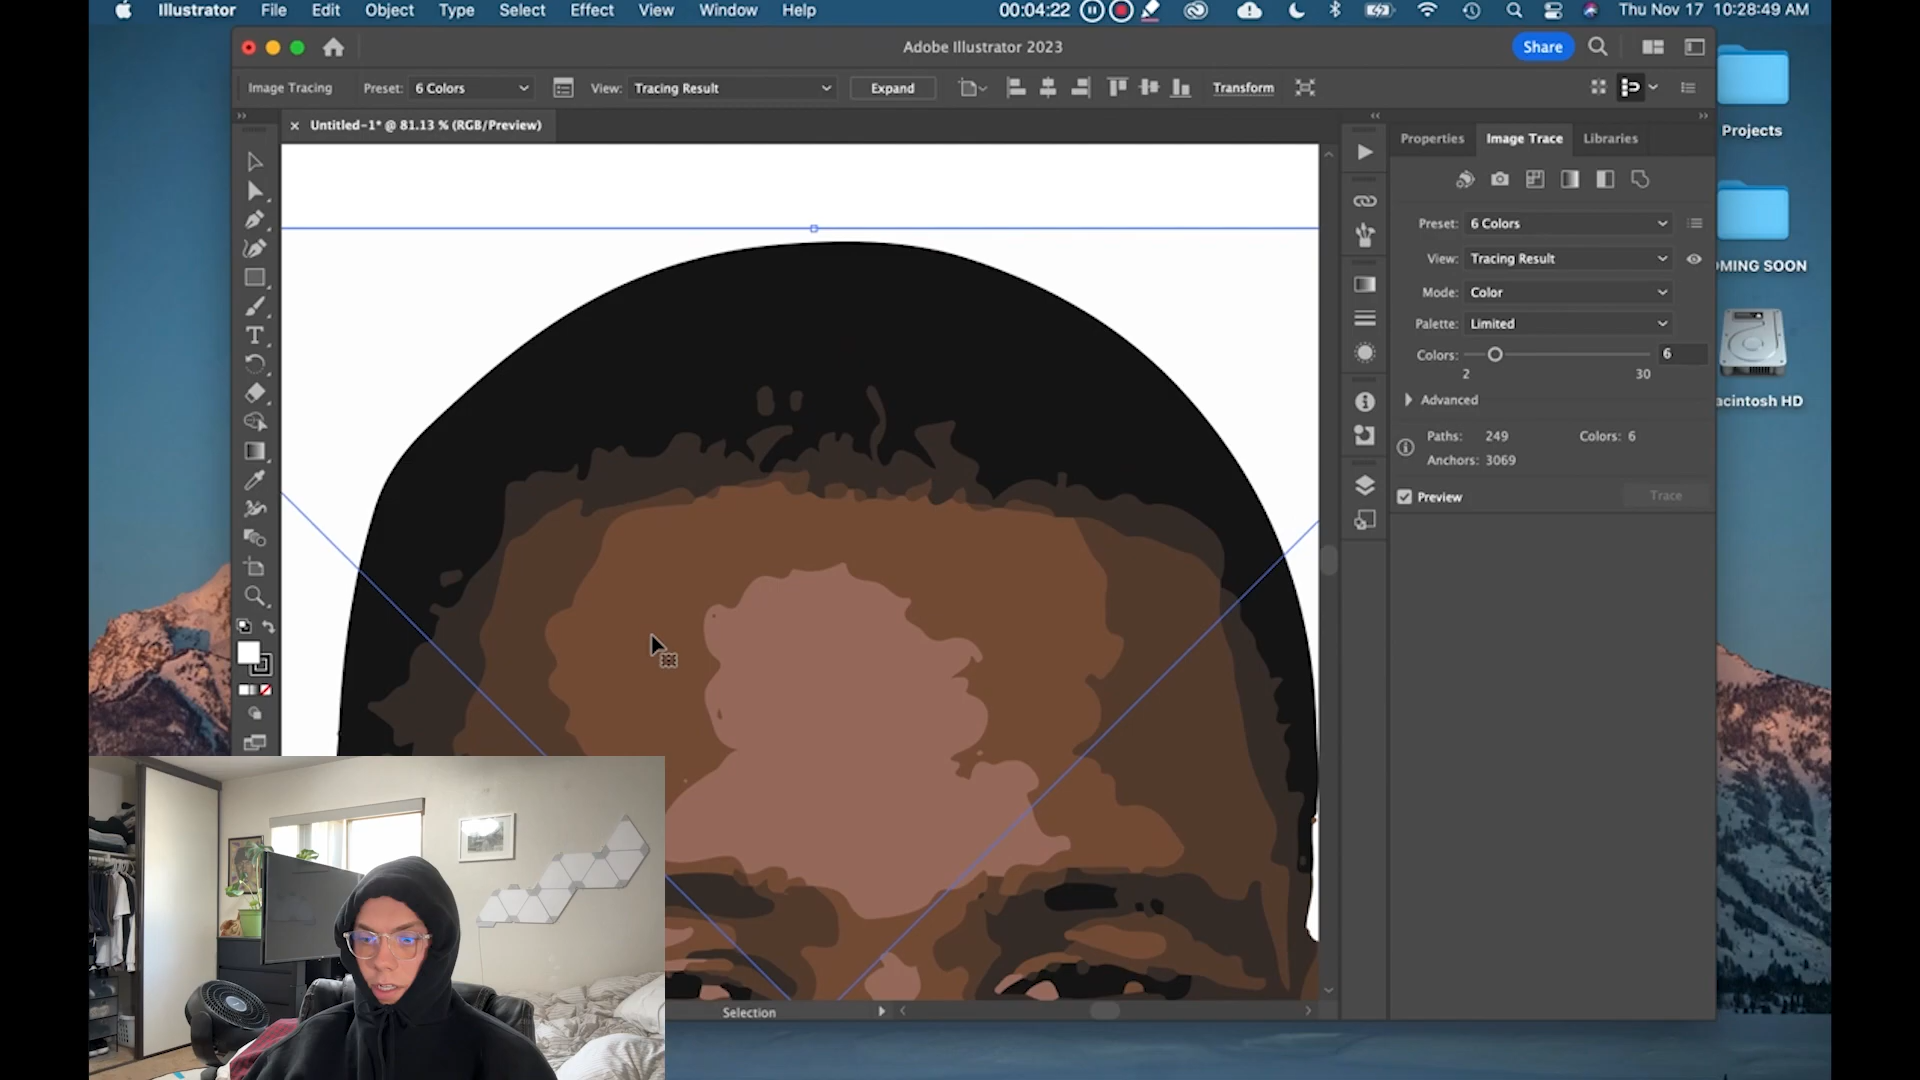 Illustrator File Edit Object Type Select Effect View Window Help 00:04:22 Thu Nov 17 10:28:49 AM
Adobe Illustrator 2023 Share
Image Tracing Preset: 6 Colors View: Tracing Result Expand Transform
Untitled-1* @ 81.13 % (RGB/Preview)
Properties Image Trace Libraries
Preset: 6 Colors
View: Tracing Result
Mode: Color
Palette: Limited
Colors: 6
2 30
Advanced
Paths: 249 Colors: 6
Anchors: 3069
Preview Trace
Projects
OMING SOON
acintosh HD
Selection